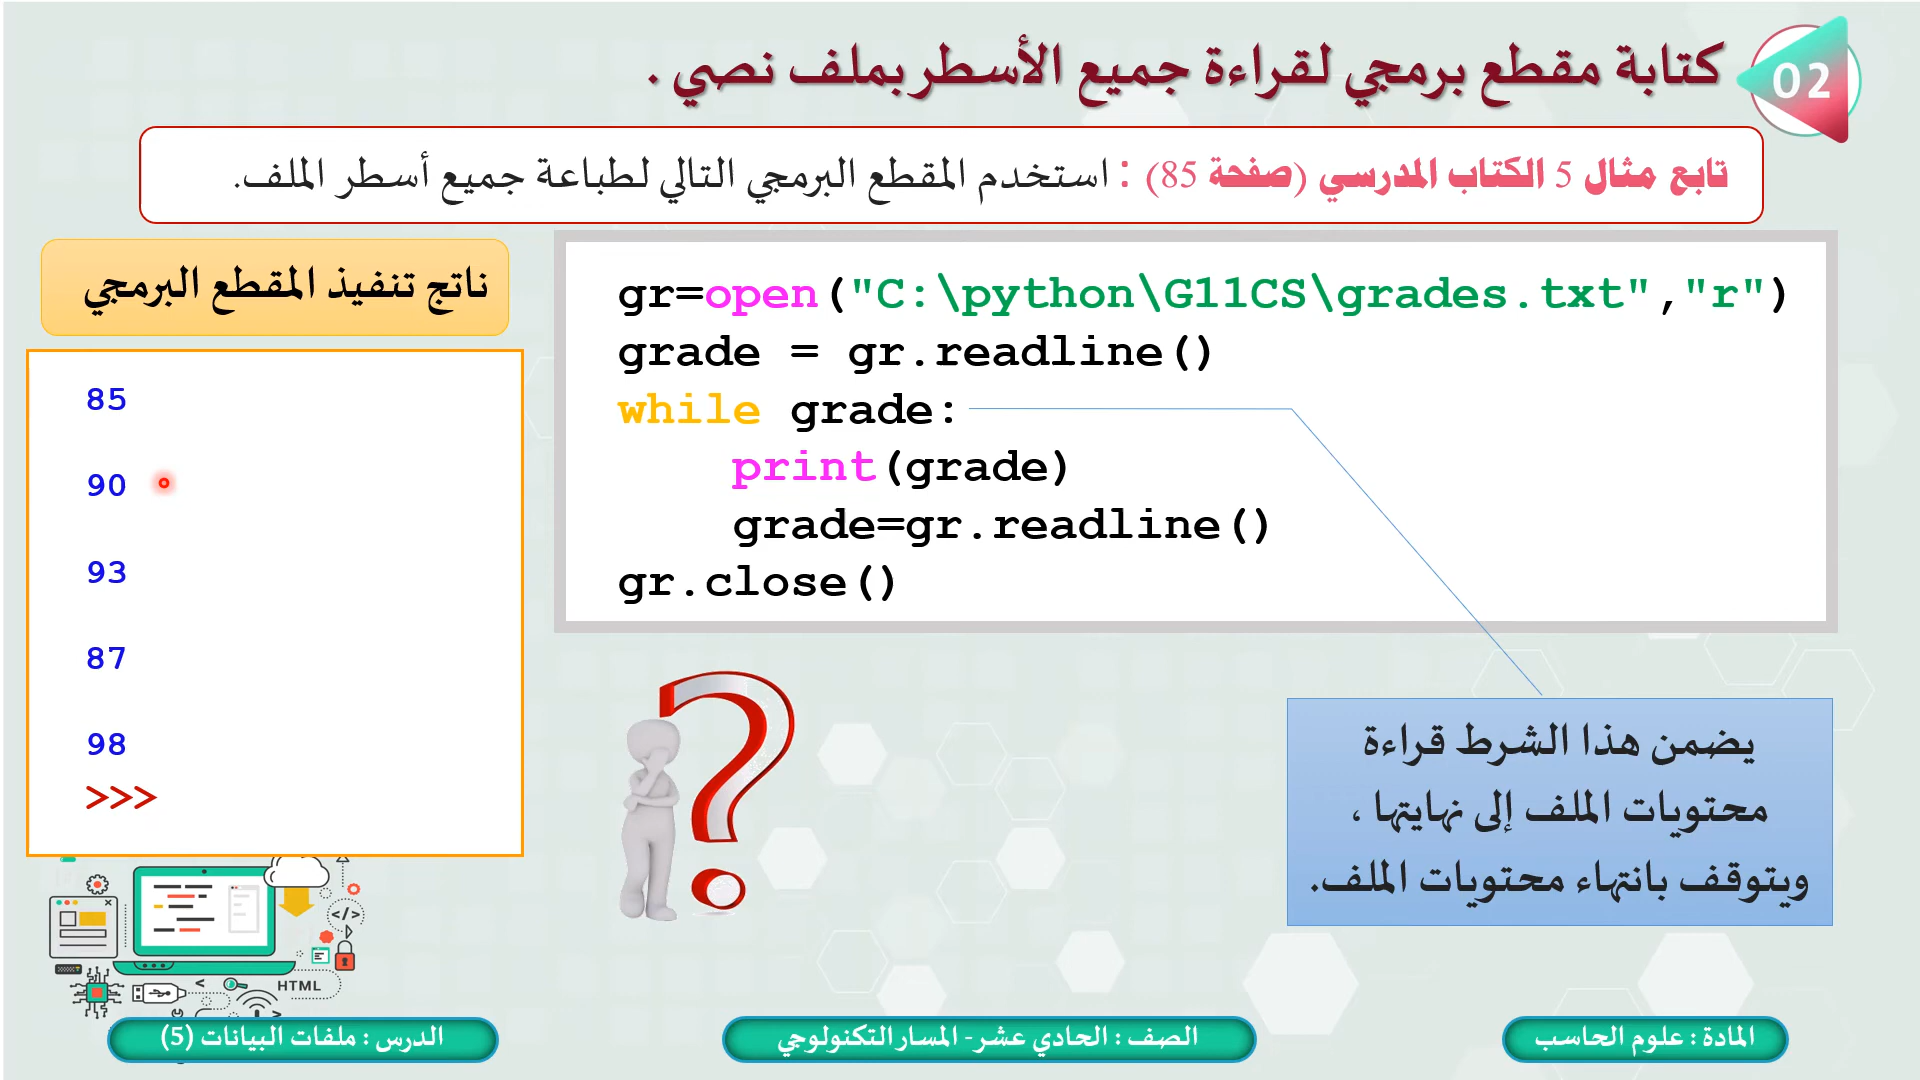 02
كتابة مقطع برمجي لقراءة جميع الأسطر بملف نصي .
تابع مثال 5 الكتاب المدرسي (صفحة 85) : استخدم المقطع البرمجي التالي لطباعة جميع أسطر الملف.
gr=open("C:\python\G11CS\grades.txt","r")
grade = gr.readline()
while grade:
    print(grade)
    grade=gr.readline()
gr.close()
ناتج تنفيذ المقطع البرمجي
85
90
93
87
98
>>>
يضمن هذا الشرط قراءة
محتويات الملف إلى نهايتها ،
ويتوقف بانتهاء محتويات الملف.
</>
HTML
المادة : علوم الحاسب
الصف : الحادي عشر- المسار التكنولوجي
الدرس : ملفات البيانات (5)